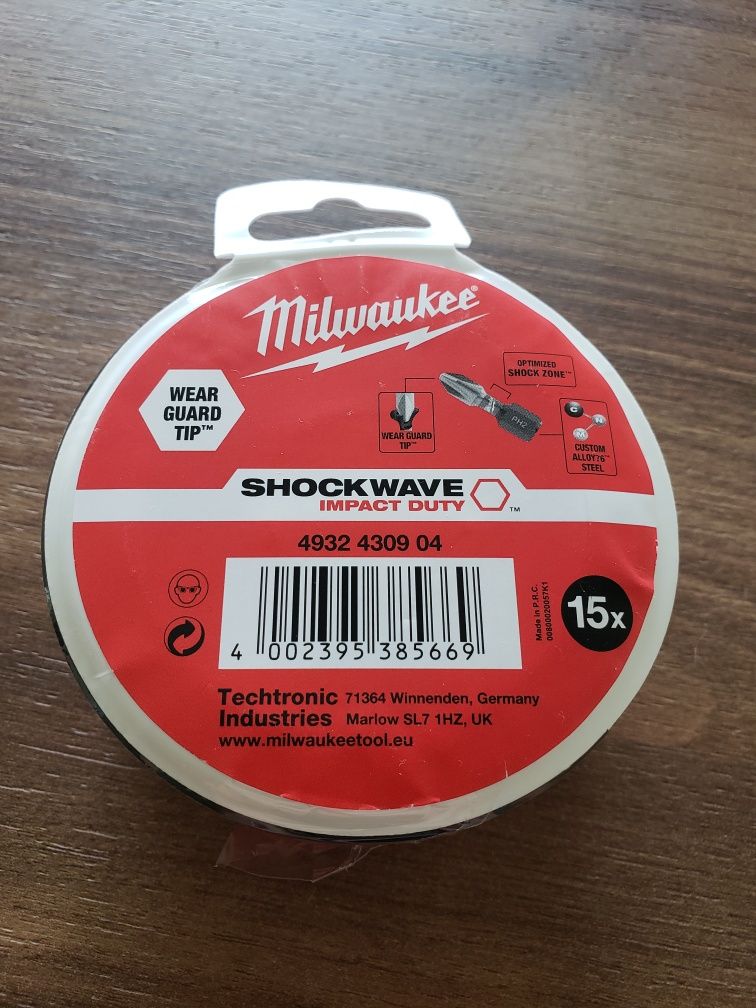 Milwaukee®
OPTIMIZED
SHOCK ZONE™
WEAR
GUARD
TIP™
PH2
WEAR GUARD
TIP™
C
N
M
CUSTOM
ALLOY76™
STEEL
SHOCKWAVE
IMPACT DUTY
™
4932 4309 04
4 002395 385669
Made in P.R.C.
00800020057K1
15x
Techtronic 71364 Winnenden, Germany
Industries Marlow SL7 1HZ, UK
www.milwaukeetool.eu